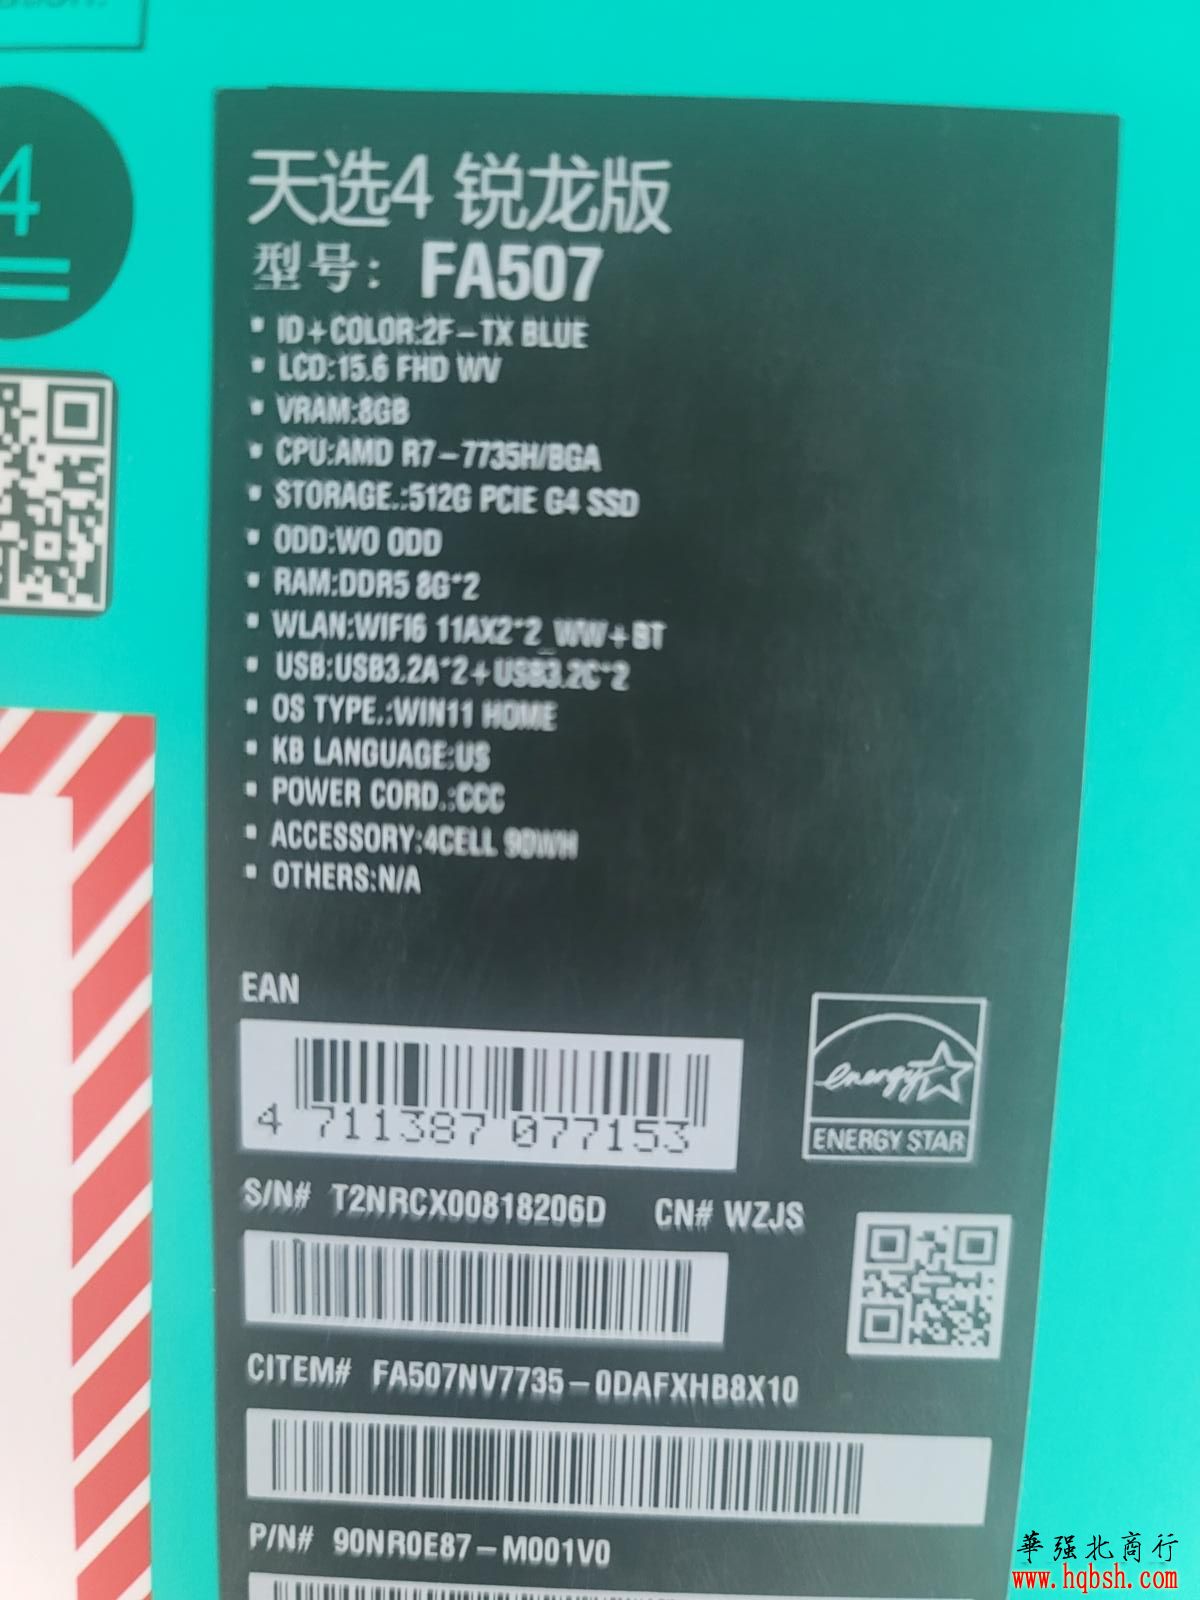 4
天选4 锐龙版
型号：FA507
▪ ID+COLOR:2F-TX BLUE
▪ LCD:15.6 FHD WV
▪ VRAM:8GB
▪ CPU:AMD R7-7735H/BGA
▪ STORAGE.:512G PCIE G4 SSD
▪ ODD:WO ODD
▪ RAM:DDR5 8G*2
▪ WLAN:WIFI6 11AX2*2_WW+BT
▪ USB:USB3.2A*2+USB3.2C*2
▪ OS TYPE.:WIN11 HOME
▪ KB LANGUAGE:US
▪ POWER CORD.:CCC
▪ ACCESSORY:4CELL 90WH
▪ OTHERS:N/A
EAN
4 711387 077153
energy
ENERGY STAR
S/N# T2NRCX00818206D CN# WZJS
CITEM# FA507NV7735-0DAFXHB8X10
P/N# 90NR0E87-M001V0
華强北商行
www.hqbsh.com